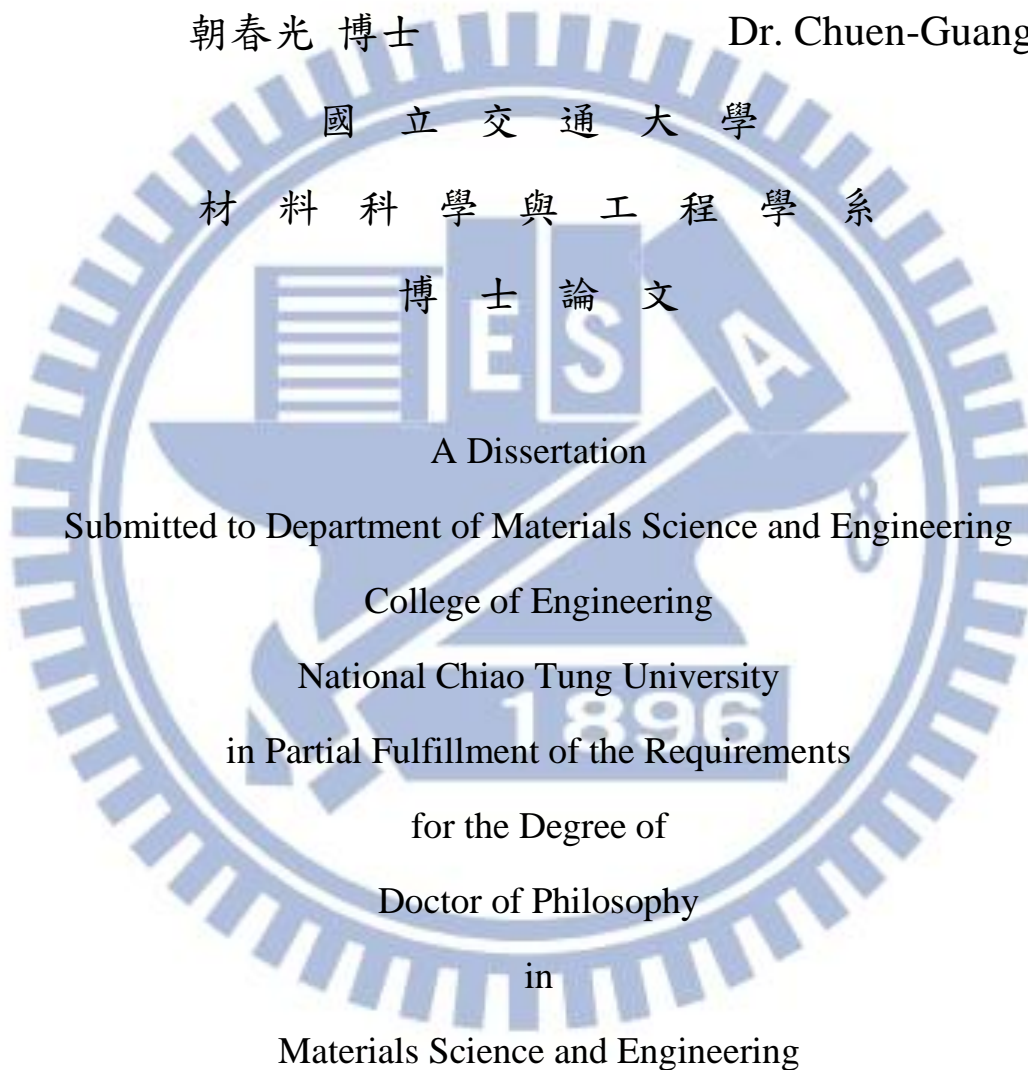 朝春光 博士 Dr. Chuen-Guang
國 立 交 通 大 學
材 料 科 學 與 工 程 學 系
博 士 論 文
E S A
A Dissertation
Submitted to Department of Materials Science and Engineering
College of Engineering
National Chiao Tung University
1896
in Partial Fulfillment of the Requirements
for the Degree of
Doctor of Philosophy
in
Materials Science and Engineering